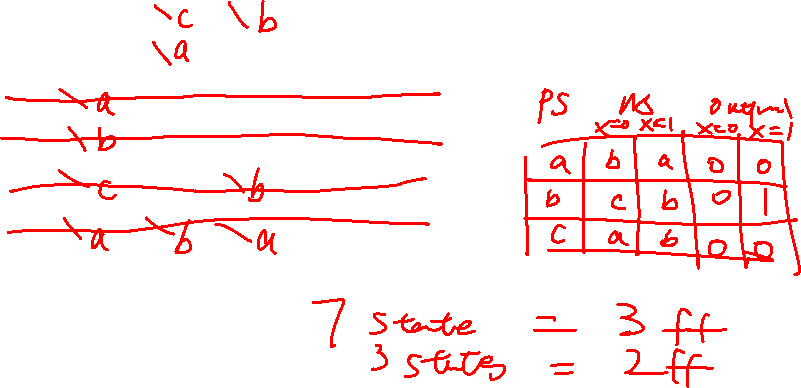 \c \b
\a
\a
\b
\c \b
\a \b \a
PS NS output
x=0 x=1 x=0 x=1
a b a 0 0
b c b 0 1
c a b 0 0
7 state = 3 ff
3 states = 2 ff